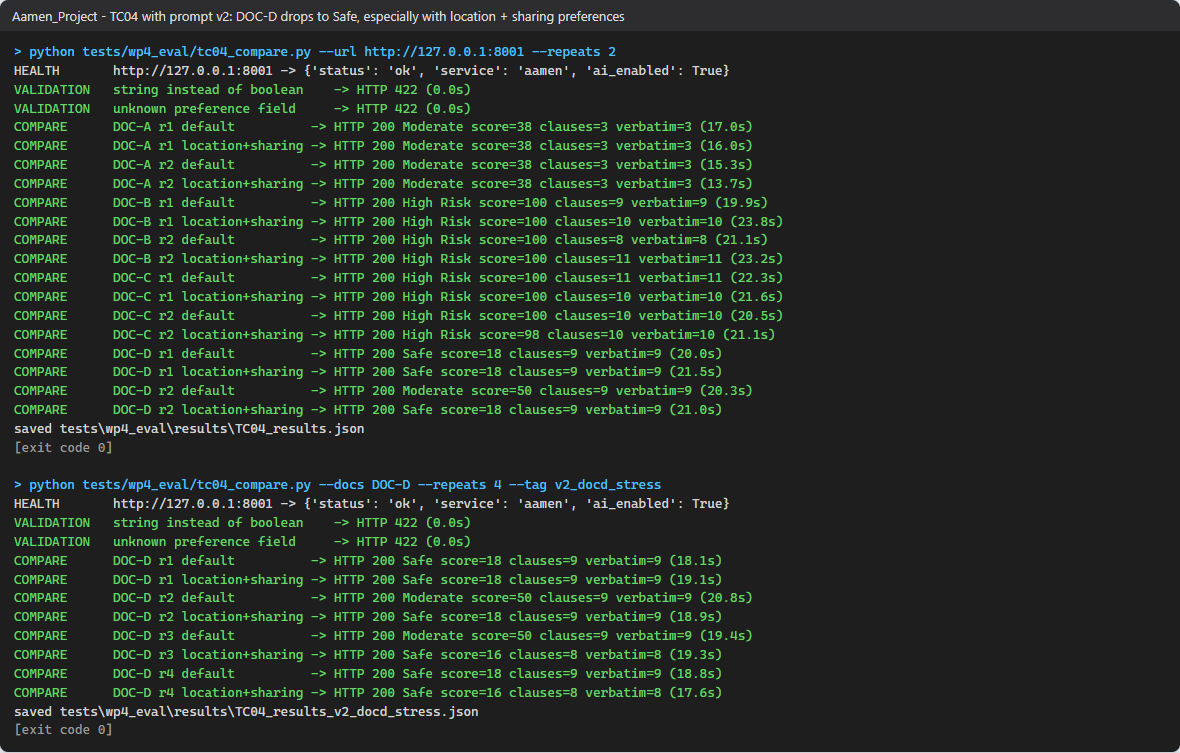 Aamen_Project - TC04 with prompt v2: DOC-D drops to Safe, especially with location + sharing preferences
> python tests/wp4_eval/tc04_compare.py --url http://127.0.0.1:8001 --repeats 2
HEALTH http://127.0.0.1:8001 -> {'status': 'ok', 'service': 'aamen', 'ai_enabled': True}
VALIDATION string instead of boolean -> HTTP 422 (0.0s)
VALIDATION unknown preference field -> HTTP 422 (0.0s)
COMPARE DOC-A r1 default -> HTTP 200 Moderate score=38 clauses=3 verbatim=3 (17.0s)
COMPARE DOC-A r1 location+sharing -> HTTP 200 Moderate score=38 clauses=3 verbatim=3 (16.0s)
COMPARE DOC-A r2 default -> HTTP 200 Moderate score=38 clauses=3 verbatim=3 (15.3s)
COMPARE DOC-A r2 location+sharing -> HTTP 200 Moderate score=38 clauses=3 verbatim=3 (13.7s)
COMPARE DOC-B r1 default -> HTTP 200 High Risk score=100 clauses=9 verbatim=9 (19.9s)
COMPARE DOC-B r1 location+sharing -> HTTP 200 High Risk score=100 clauses=10 verbatim=10 (23.8s)
COMPARE DOC-B r2 default -> HTTP 200 High Risk score=100 clauses=8 verbatim=8 (21.1s)
COMPARE DOC-B r2 location+sharing -> HTTP 200 High Risk score=100 clauses=11 verbatim=11 (23.2s)
COMPARE DOC-C r1 default -> HTTP 200 High Risk score=100 clauses=11 verbatim=11 (22.3s)
COMPARE DOC-C r1 location+sharing -> HTTP 200 High Risk score=100 clauses=10 verbatim=10 (21.6s)
COMPARE DOC-C r2 default -> HTTP 200 High Risk score=100 clauses=10 verbatim=10 (20.5s)
COMPARE DOC-C r2 location+sharing -> HTTP 200 High Risk score=98 clauses=10 verbatim=10 (21.1s)
COMPARE DOC-D r1 default -> HTTP 200 Safe score=18 clauses=9 verbatim=9 (20.0s)
COMPARE DOC-D r1 location+sharing -> HTTP 200 Safe score=18 clauses=9 verbatim=9 (21.5s)
COMPARE DOC-D r2 default -> HTTP 200 Moderate score=50 clauses=9 verbatim=9 (20.3s)
COMPARE DOC-D r2 location+sharing -> HTTP 200 Safe score=18 clauses=9 verbatim=9 (21.0s)
saved tests\wp4_eval\results\TC04_results.json
[exit code 0]
> python tests/wp4_eval/tc04_compare.py --docs DOC-D --repeats 4 --tag v2_docd_stress
HEALTH http://127.0.0.1:8001 -> {'status': 'ok', 'service': 'aamen', 'ai_enabled': True}
VALIDATION string instead of boolean -> HTTP 422 (0.0s)
VALIDATION unknown preference field -> HTTP 422 (0.0s)
COMPARE DOC-D r1 default -> HTTP 200 Safe score=18 clauses=9 verbatim=9 (18.1s)
COMPARE DOC-D r1 location+sharing -> HTTP 200 Safe score=18 clauses=9 verbatim=9 (19.1s)
COMPARE DOC-D r2 default -> HTTP 200 Moderate score=50 clauses=9 verbatim=9 (20.8s)
COMPARE DOC-D r2 location+sharing -> HTTP 200 Safe score=18 clauses=9 verbatim=9 (18.9s)
COMPARE DOC-D r3 default -> HTTP 200 Moderate score=50 clauses=9 verbatim=9 (19.4s)
COMPARE DOC-D r3 location+sharing -> HTTP 200 Safe score=16 clauses=8 verbatim=8 (19.3s)
COMPARE DOC-D r4 default -> HTTP 200 Safe score=18 clauses=9 verbatim=9 (18.8s)
COMPARE DOC-D r4 location+sharing -> HTTP 200 Safe score=16 clauses=8 verbatim=8 (17.6s)
saved tests\wp4_eval\results\TC04_results_v2_docd_stress.json
[exit code 0]